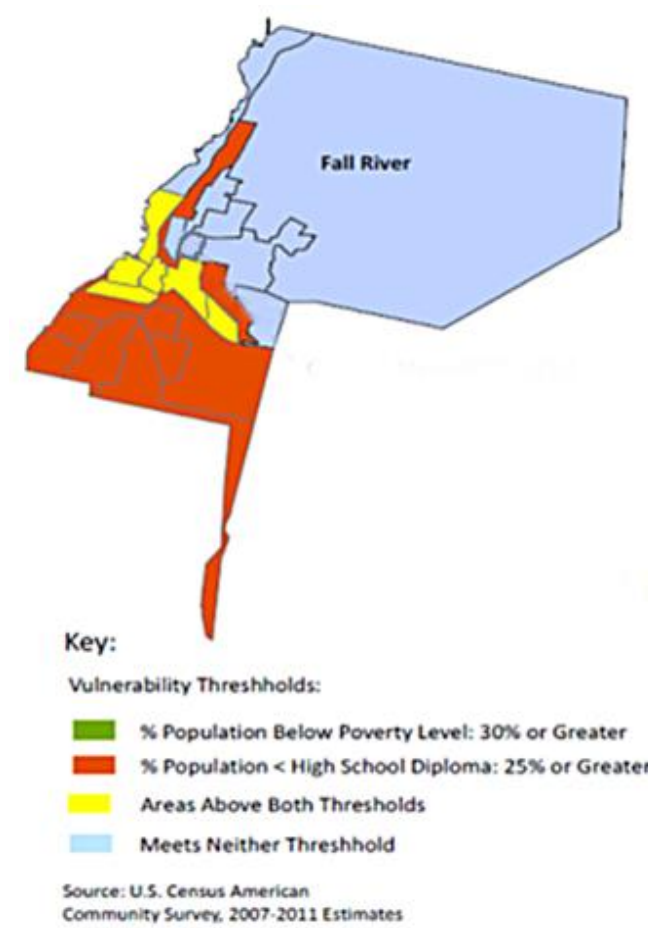 Fall River
Key:
Vulnerability Threshholds:
% Population Below Poverty Level: 30% or Greater
% Population < High School Diploma: 25% or Greater
Areas Above Both Thresholds
Meets Neither Threshhold
Source: U.S. Census American
Community Survey, 2007-2011 Estimates